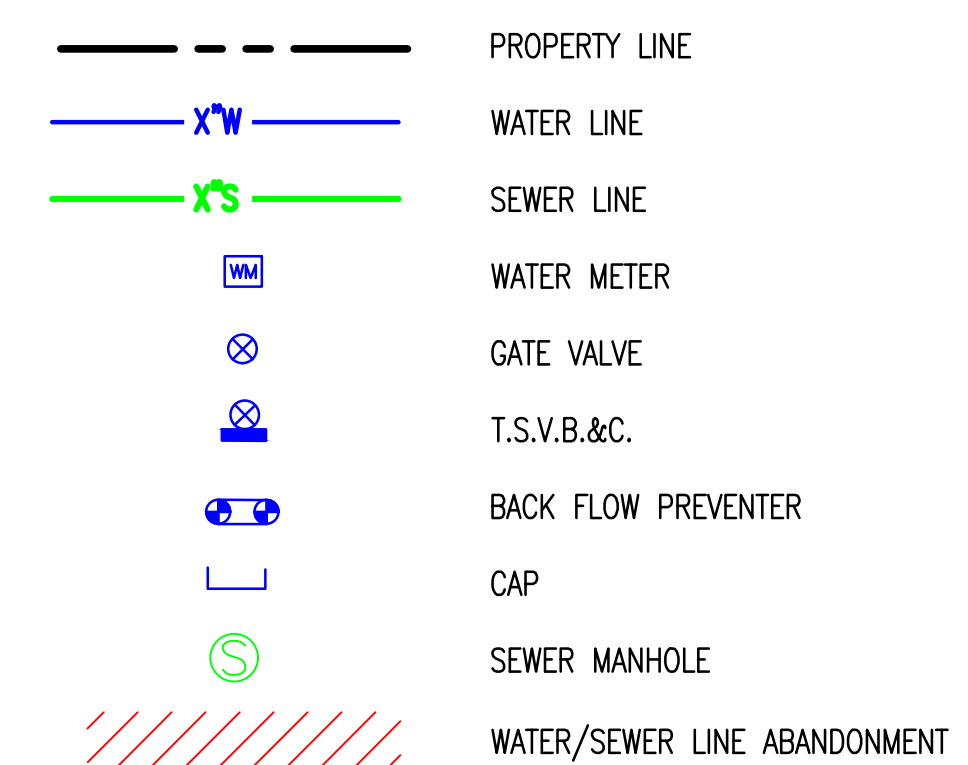 PROPERTY LINE
X"W WATER LINE
X"S SEWER LINE
WM WATER METER
GATE VALVE
T.S.V.B.&C.
BACK FLOW PREVENTER
CAP
S SEWER MANHOLE
WATER/SEWER LINE ABANDONMENT